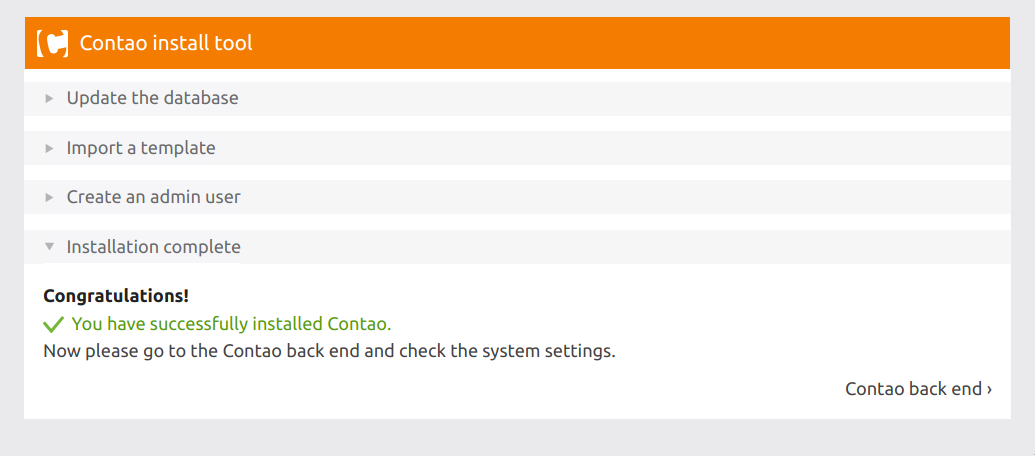 Contao install tool
Update the database
Import a template
Create an admin user
Installation complete
Congratulations!
You have successfully installed Contao.
Now please go to the Contao back end and check the system settings.
Contao back end ›